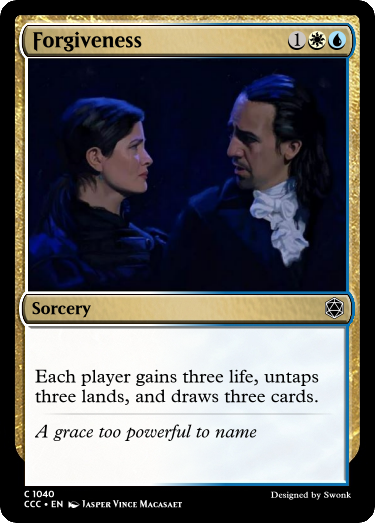 Forgiveness 1
Sorcery
Each player gains three life, untaps
three lands, and draws three cards.
A grace too powerful to name
C 1040
CCC • EN JASPER VINCE MACASAET
Designed by Swonk